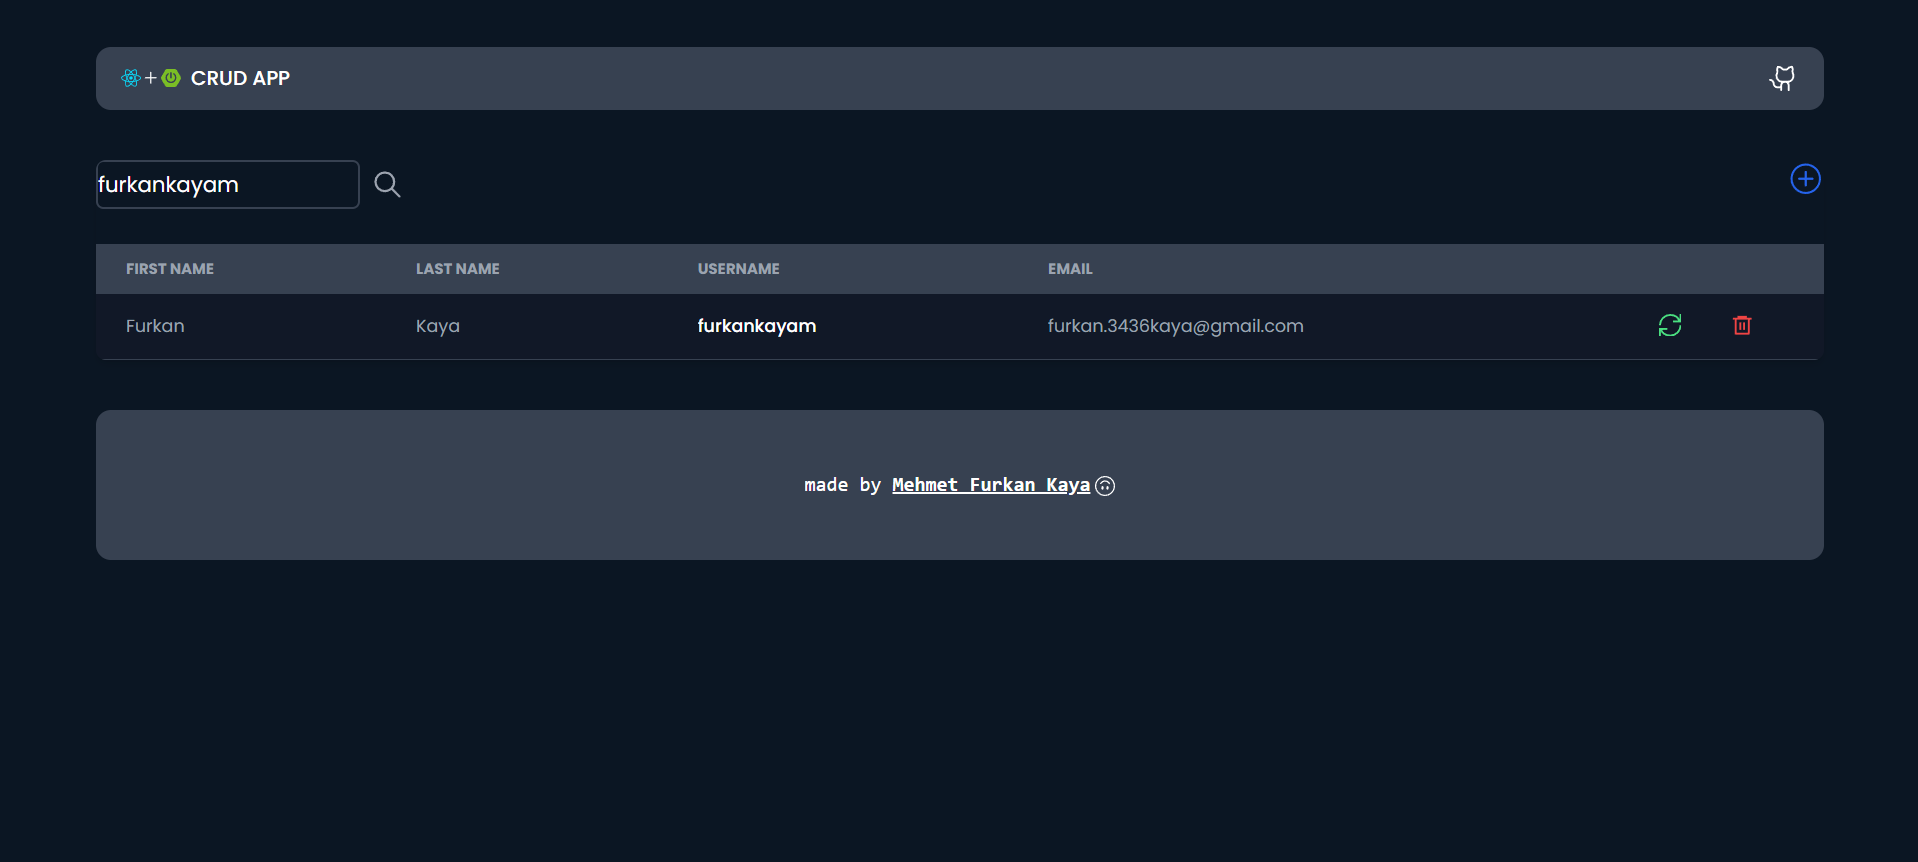 + CRUD APP
furkankayam
FIRST NAME LAST NAME USERNAME EMAIL
Furkan Kaya furkankayam furkan.3436kaya@gmail.com
made by Mehmet Furkan Kaya